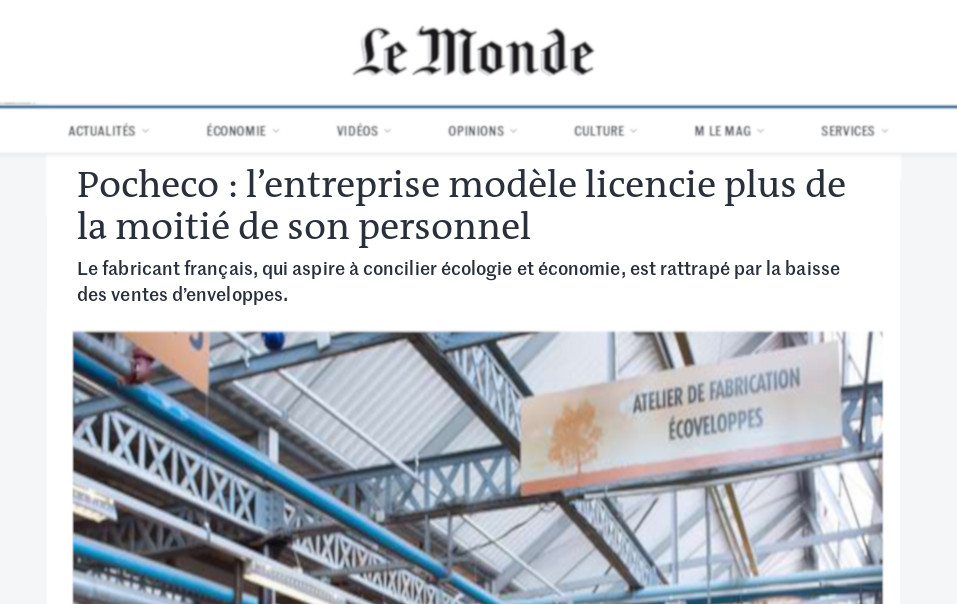 Le Monde
ACTUALITÉS
ÉCONOMIE
VIDÉOS
OPINIONS
CULTURE
M LE MAG
SERVICES
Pocheco : l’entreprise modèle licencie plus de
la moitié de son personnel
Le fabricant français, qui aspire à concilier écologie et économie, est rattrapé par la baisse
des ventes d’enveloppes.
ATELIER DE FABRICATION
ÉCOVELOPPES